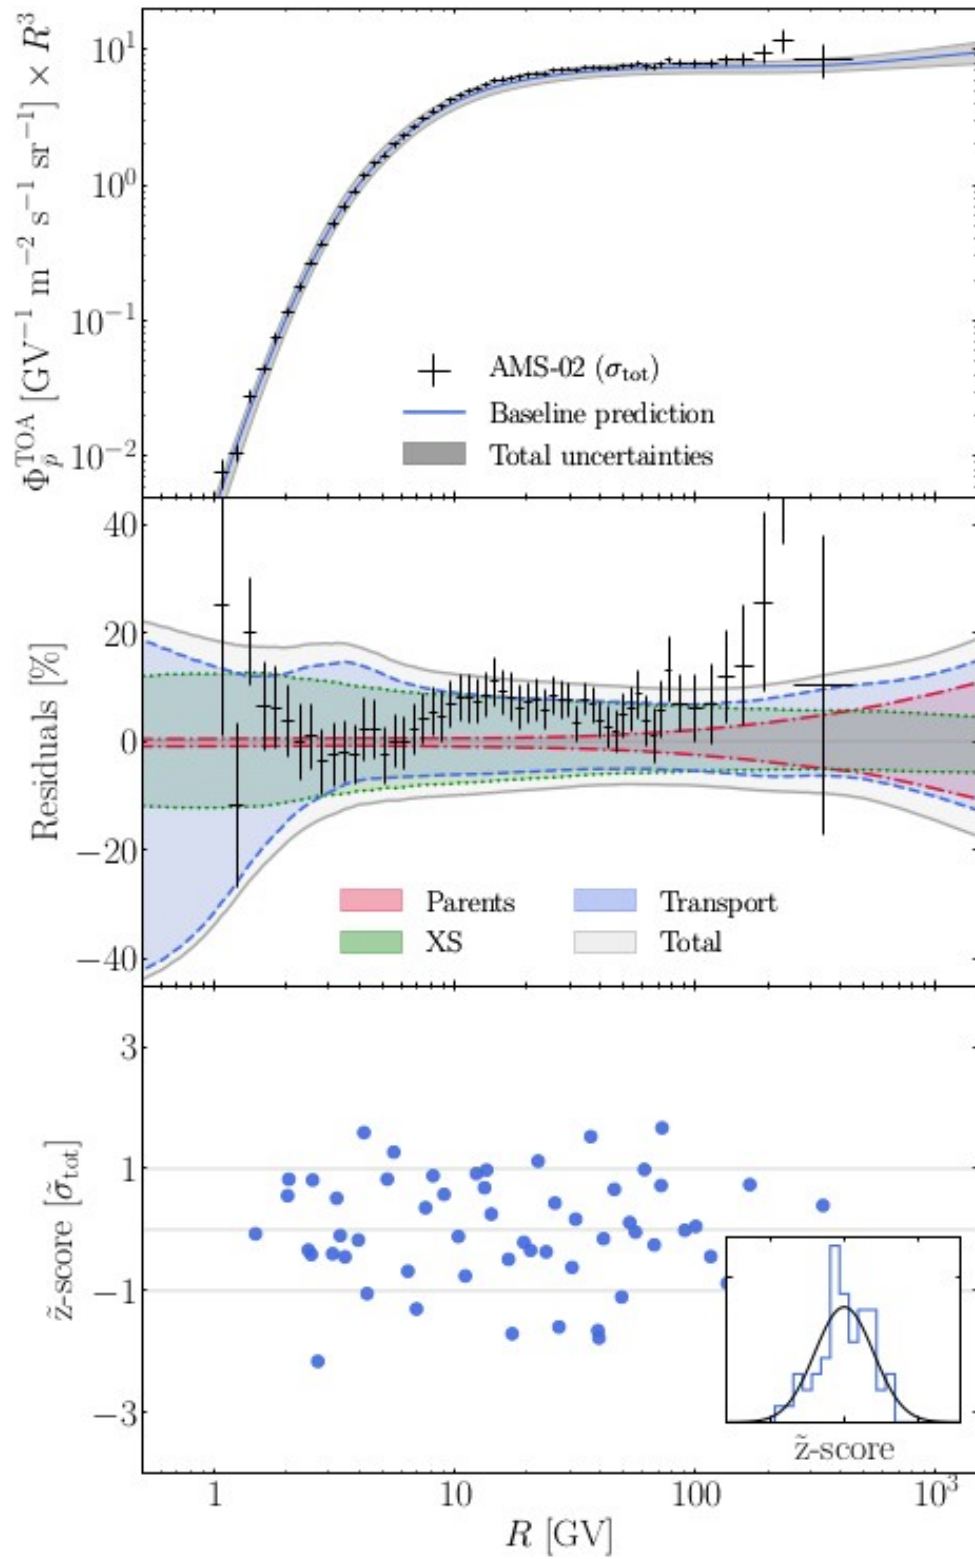 Φ_p̄^TOA [GV⁻¹ m⁻² s⁻¹ sr⁻¹] × R³
10¹
10⁰
10⁻¹
10⁻²
AMS-02 (σ_tot)
Baseline prediction
Total uncertainties
Residuals [%]
40
20
0
−20
−40
Parents
Transport
XS
Total
z̃-score [σ̃_tot]
3
1
−1
−3
z̃-score
1
10
100
10³
R [GV]